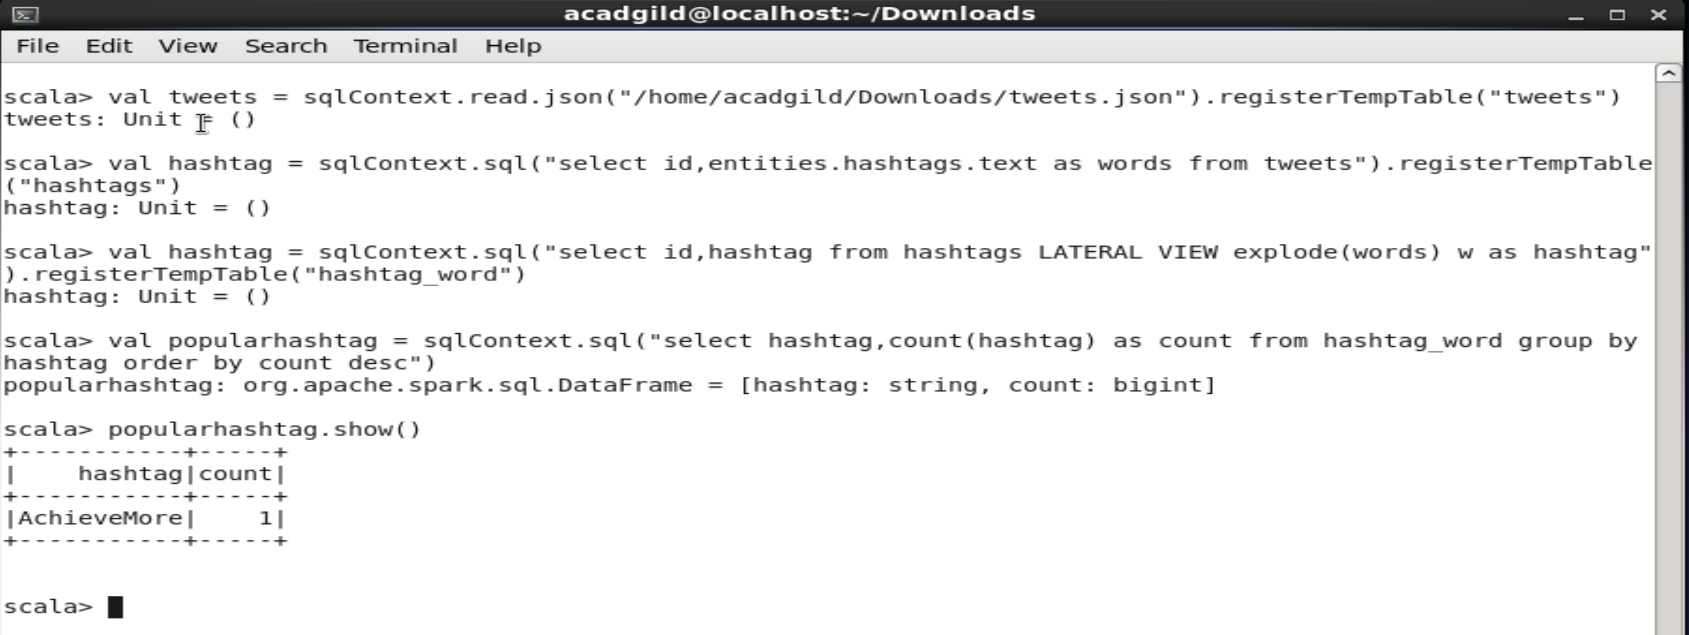 acadgild@localhost:~/Downloads
File Edit View Search Terminal Help
scala> val tweets = sqlContext.read.json("/home/acadgild/Downloads/tweets.json").registerTempTable("tweets")
tweets: Unit = ()
scala> val hashtag = sqlContext.sql("select id,entities.hashtags.text as words from tweets").registerTempTable
("hashtags")
hashtag: Unit = ()
scala> val hashtag = sqlContext.sql("select id,hashtag from hashtags LATERAL VIEW explode(words) w as hashtag"
).registerTempTable("hashtag_word")
hashtag: Unit = ()
scala> val popularhashtag = sqlContext.sql("select hashtag,count(hashtag) as count from hashtag_word group by
hashtag order by count desc")
popularhashtag: org.apache.spark.sql.DataFrame = [hashtag: string, count: bigint]
scala> popularhashtag.show()
+-----------+-----+
|    hashtag|count|
+-----------+-----+
|AchieveMore|    1|
+-----------+-----+
scala>